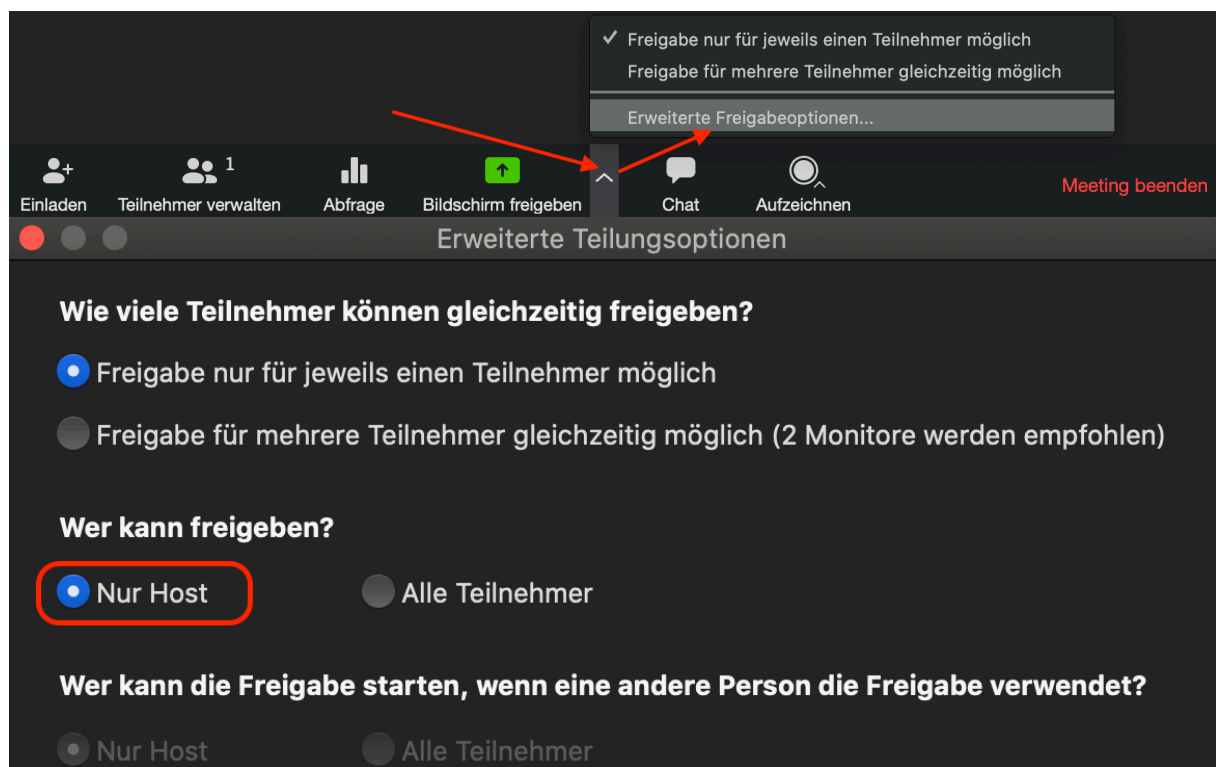 Freigabe nur für jeweils einen Teilnehmer möglich
Freigabe für mehrere Teilnehmer gleichzeitig möglich
Erweiterte Freigabeoptionen...
1
Einladen Teilnehmer verwalten Abfrage Bildschirm freigeben Chat Aufzeichnen Meeting beenden
Erweiterte Teilungsoptionen
Wie viele Teilnehmer können gleichzeitig freigeben?
Freigabe nur für jeweils einen Teilnehmer möglich
Freigabe für mehrere Teilnehmer gleichzeitig möglich (2 Monitore werden empfohlen)
Wer kann freigeben?
Nur Host Alle Teilnehmer
Wer kann die Freigabe starten, wenn eine andere Person die Freigabe verwendet?
Nur Host Alle Teilnehmer